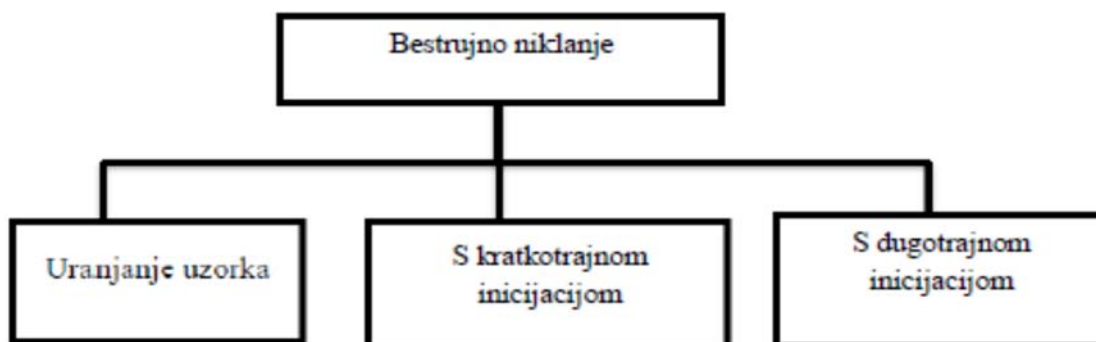 Bestrujno niklanje
Uranjanje uzorka
S kratkotrajnom
inicijacijom
S dugotrajnom
inicijacijom